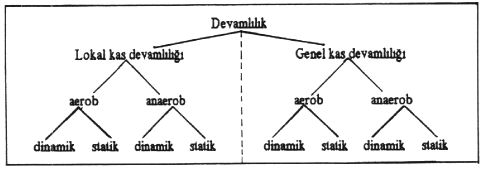 Devamlılık
Lokal kas devamlılığı Genel kas devamlılığı
aerob anaerob aerob anaerob
dinamik statik dinamik statik dinamik statik dinamik statik